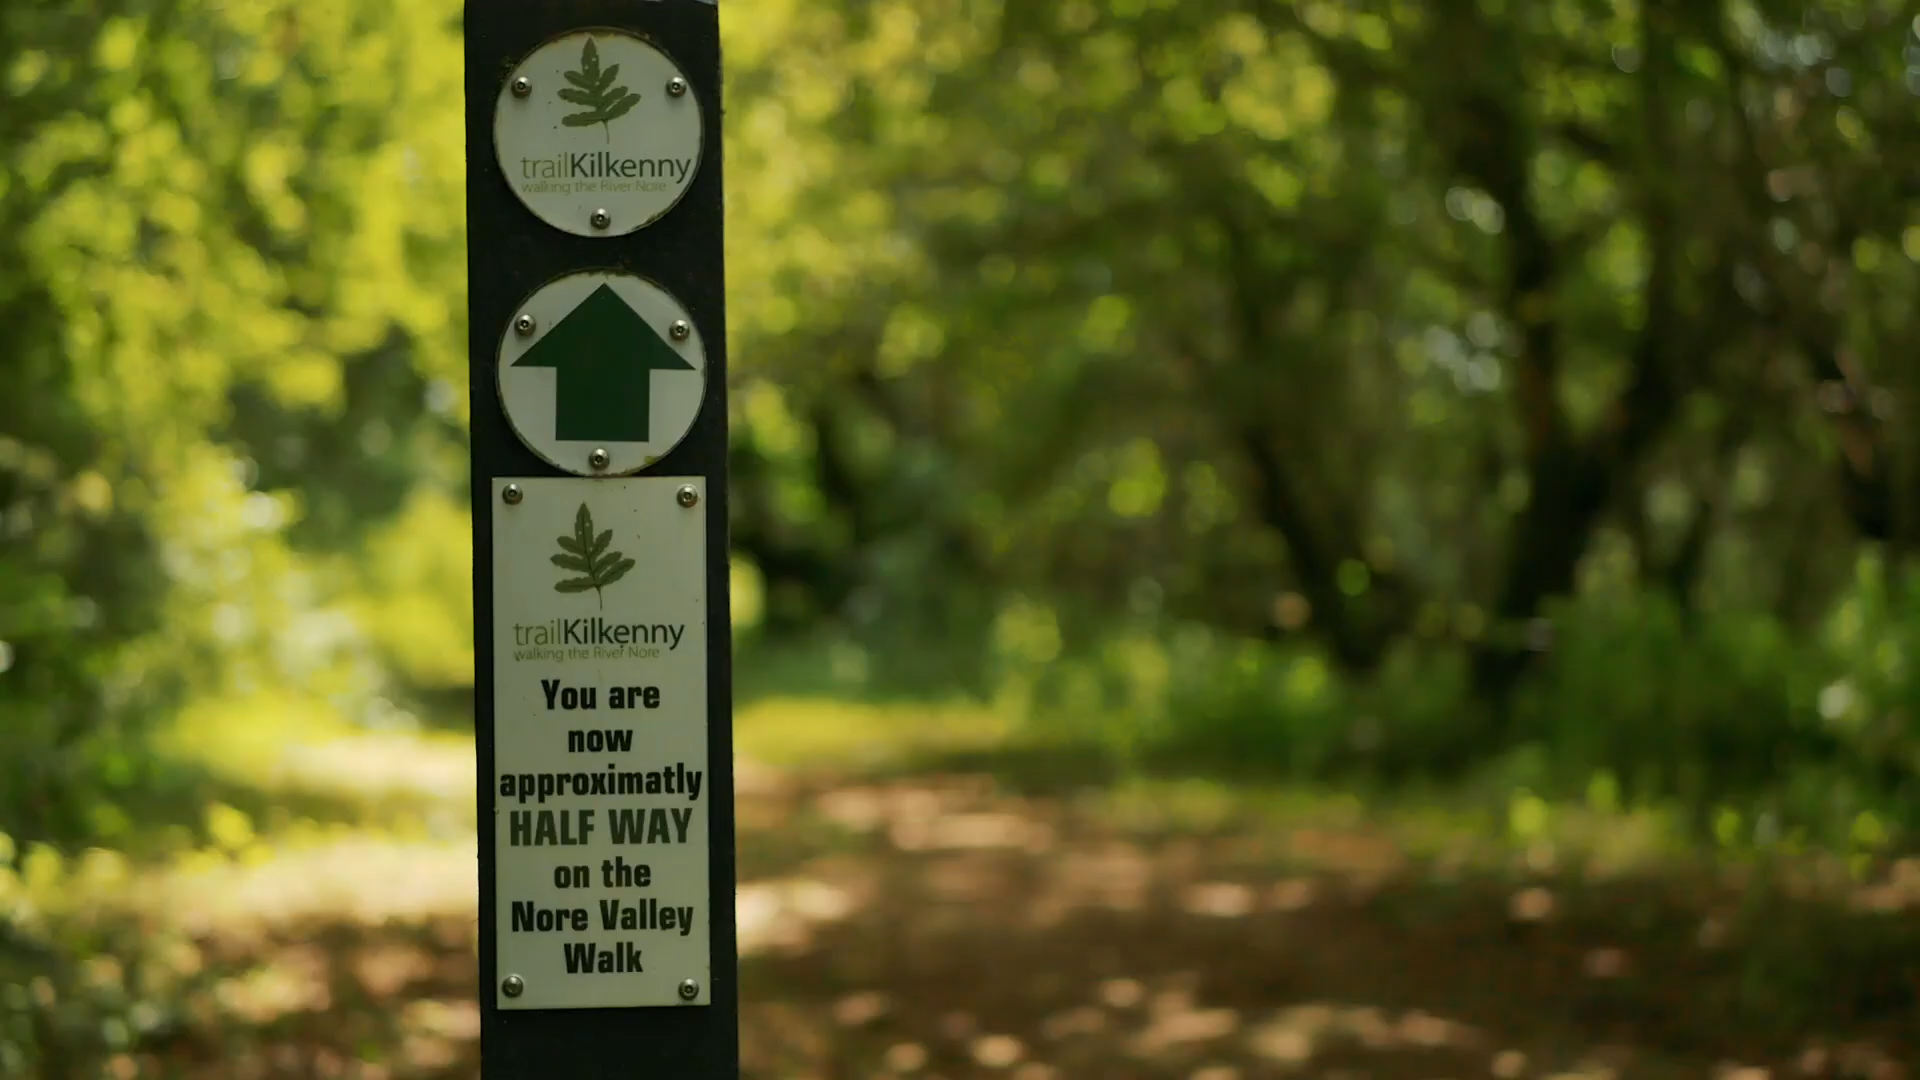 trailKilkenny
walking the River Nore
trailKilkenny
walking the River Nore
You are
now
approximatly
HALF WAY
on the
Nore Valley
Walk